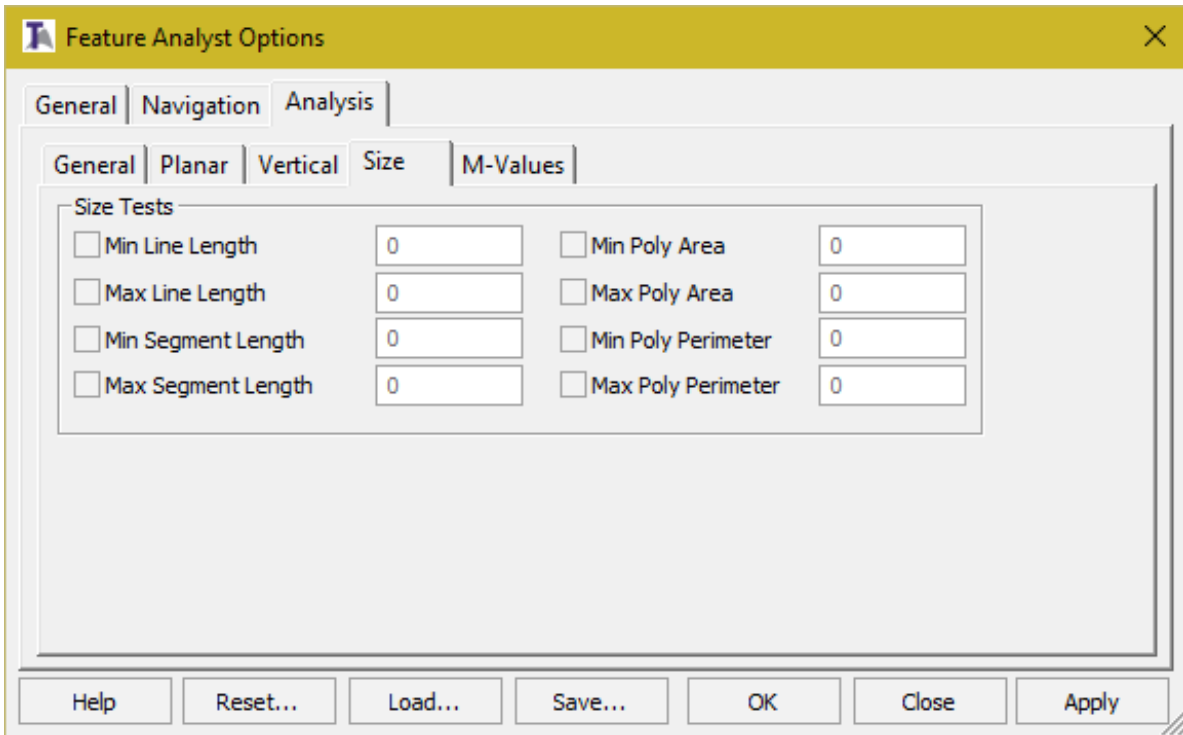 Feature Analyst Options
General Navigation Analysis
General Planar Vertical Size M-Values
Size Tests
Min Line Length 0 Min Poly Area 0
Max Line Length 0 Max Poly Area 0
Min Segment Length 0 Min Poly Perimeter 0
Max Segment Length 0 Max Poly Perimeter 0
Help Reset... Load... Save... OK Close Apply